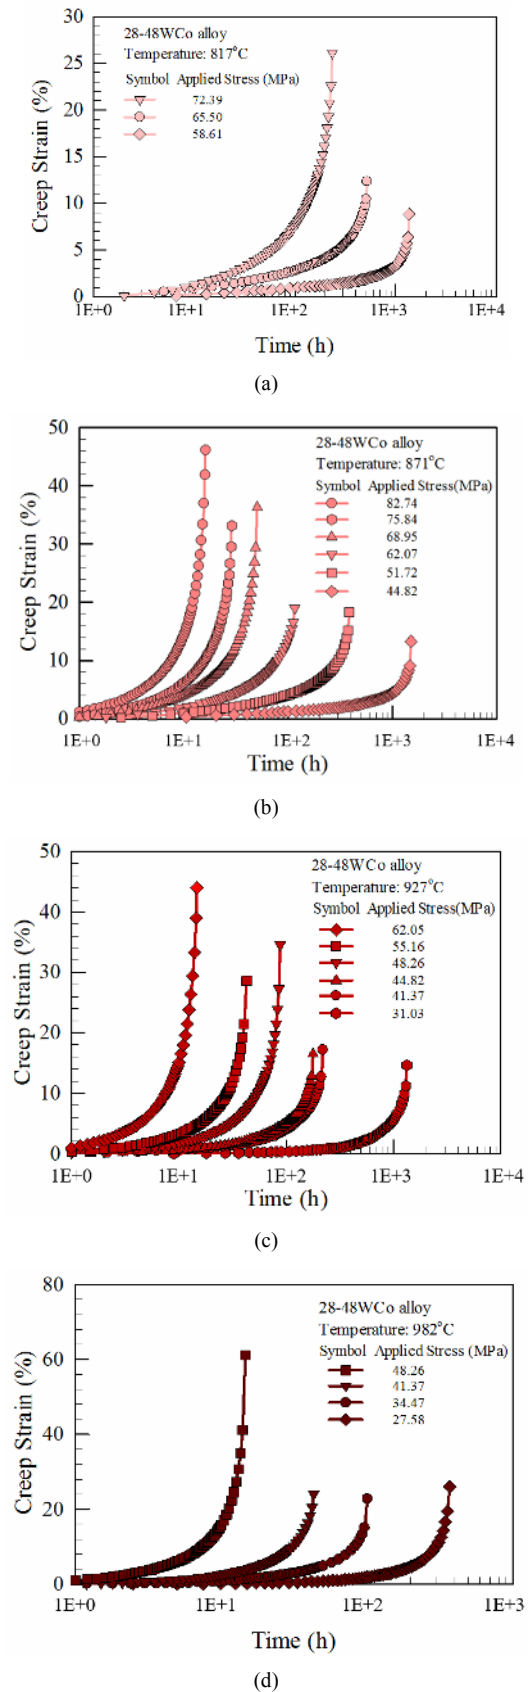 28-48WCo alloy
Temperature: 817°C
Symbol Applied Stress (MPa)
72.39
65.50
58.61
30
25
20
15
10
5
0
Creep Strain (%)
1E+0 1E+1 1E+2 1E+3 1E+4
Time (h)
(a)
28-48WCo alloy
Temperature: 871°C
Symbol Applied Stress(MPa)
82.74
75.84
68.95
62.07
51.72
44.82
50
40
30
20
10
0
Creep Strain (%)
1E+0 1E+1 1E+2 1E+3 1E+4
Time (h)
(b)
28-48WCo alloy
Temperature: 927°C
Symbol Applied Stress(MPa)
62.05
55.16
48.26
44.82
41.37
31.03
50
40
30
20
10
0
Creep Strain (%)
1E+0 1E+1 1E+2 1E+3 1E+4
Time (h)
(c)
28-48WCo alloy
Temperature: 982°C
Symbol Applied Stress (MPa)
48.26
41.37
34.47
27.58
80
60
40
20
0
Creep Strain (%)
1E+0 1E+1 1E+2 1E+3
Time (h)
(d)